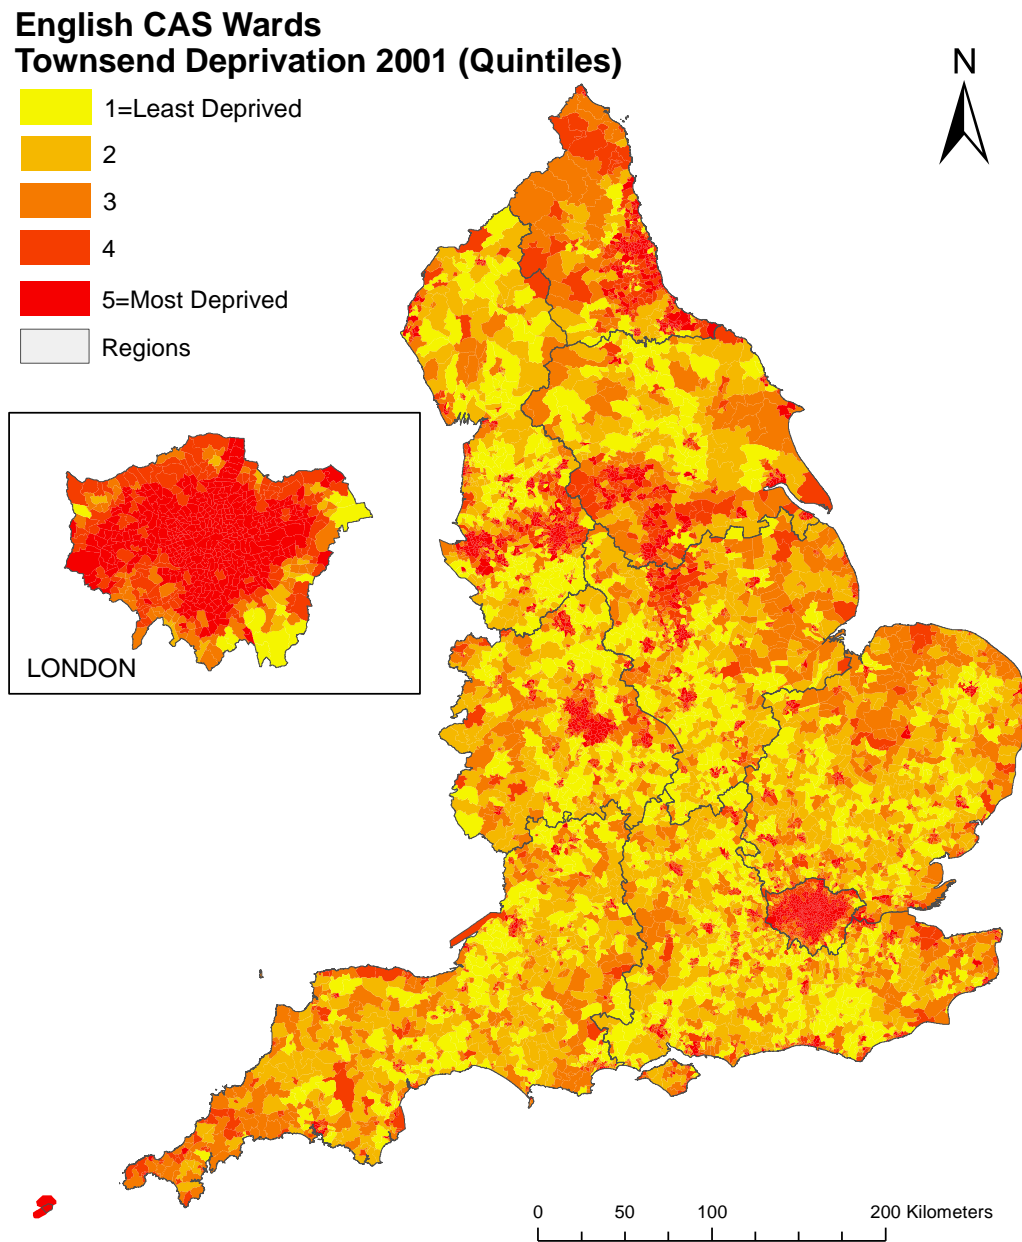 English CAS Wards
Townsend Deprivation 2001 (Quintiles)
N
1=Least Deprived
2
3
4
5=Most Deprived
Regions
LONDON
0 50 100 200 Kilometers